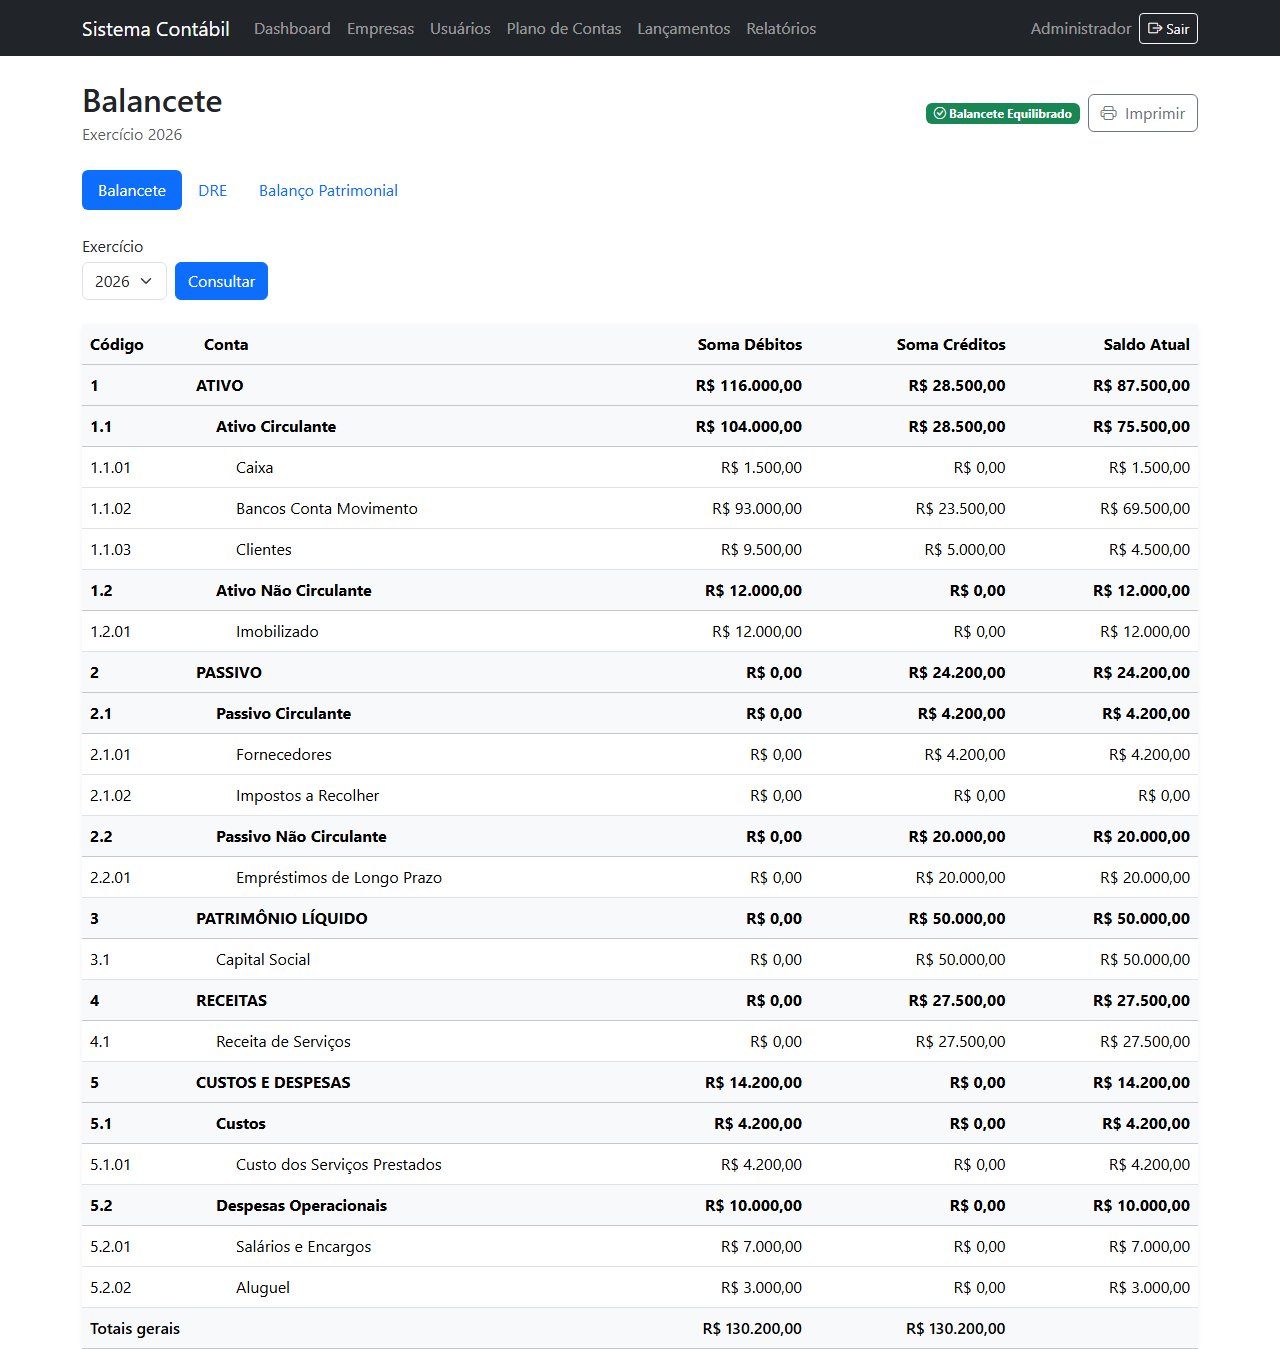 Sistema Contábil Dashboard Empresas Usuários Plano de Contas Lançamentos Relatórios Administrador Sair
Balancete
Exercício 2026
Balancete Equilibrado Imprimir
Balancete DRE Balanço Patrimonial
Exercício
2026 Consultar
Código Conta Soma Débitos Soma Créditos Saldo Atual
1 ATIVO R$ 116.000,00 R$ 28.500,00 R$ 87.500,00
1.1 Ativo Circulante R$ 104.000,00 R$ 28.500,00 R$ 75.500,00
1.1.01 Caixa R$ 1.500,00 R$ 0,00 R$ 1.500,00
1.1.02 Bancos Conta Movimento R$ 93.000,00 R$ 23.500,00 R$ 69.500,00
1.1.03 Clientes R$ 9.500,00 R$ 5.000,00 R$ 4.500,00
1.2 Ativo Não Circulante R$ 12.000,00 R$ 0,00 R$ 12.000,00
1.2.01 Imobilizado R$ 12.000,00 R$ 0,00 R$ 12.000,00
2 PASSIVO R$ 0,00 R$ 24.200,00 R$ 24.200,00
2.1 Passivo Circulante R$ 0,00 R$ 4.200,00 R$ 4.200,00
2.1.01 Fornecedores R$ 0,00 R$ 4.200,00 R$ 4.200,00
2.1.02 Impostos a Recolher R$ 0,00 R$ 0,00 R$ 0,00
2.2 Passivo Não Circulante R$ 0,00 R$ 20.000,00 R$ 20.000,00
2.2.01 Empréstimos de Longo Prazo R$ 0,00 R$ 20.000,00 R$ 20.000,00
3 PATRIMÔNIO LÍQUIDO R$ 0,00 R$ 50.000,00 R$ 50.000,00
3.1 Capital Social R$ 0,00 R$ 50.000,00 R$ 50.000,00
4 RECEITAS R$ 0,00 R$ 27.500,00 R$ 27.500,00
4.1 Receita de Serviços R$ 0,00 R$ 27.500,00 R$ 27.500,00
5 CUSTOS E DESPESAS R$ 14.200,00 R$ 0,00 R$ 14.200,00
5.1 Custos R$ 4.200,00 R$ 0,00 R$ 4.200,00
5.1.01 Custo dos Serviços Prestados R$ 4.200,00 R$ 0,00 R$ 4.200,00
5.2 Despesas Operacionais R$ 10.000,00 R$ 0,00 R$ 10.000,00
5.2.01 Salários e Encargos R$ 7.000,00 R$ 0,00 R$ 7.000,00
5.2.02 Aluguel R$ 3.000,00 R$ 0,00 R$ 3.000,00
Totais gerais R$ 130.200,00 R$ 130.200,00